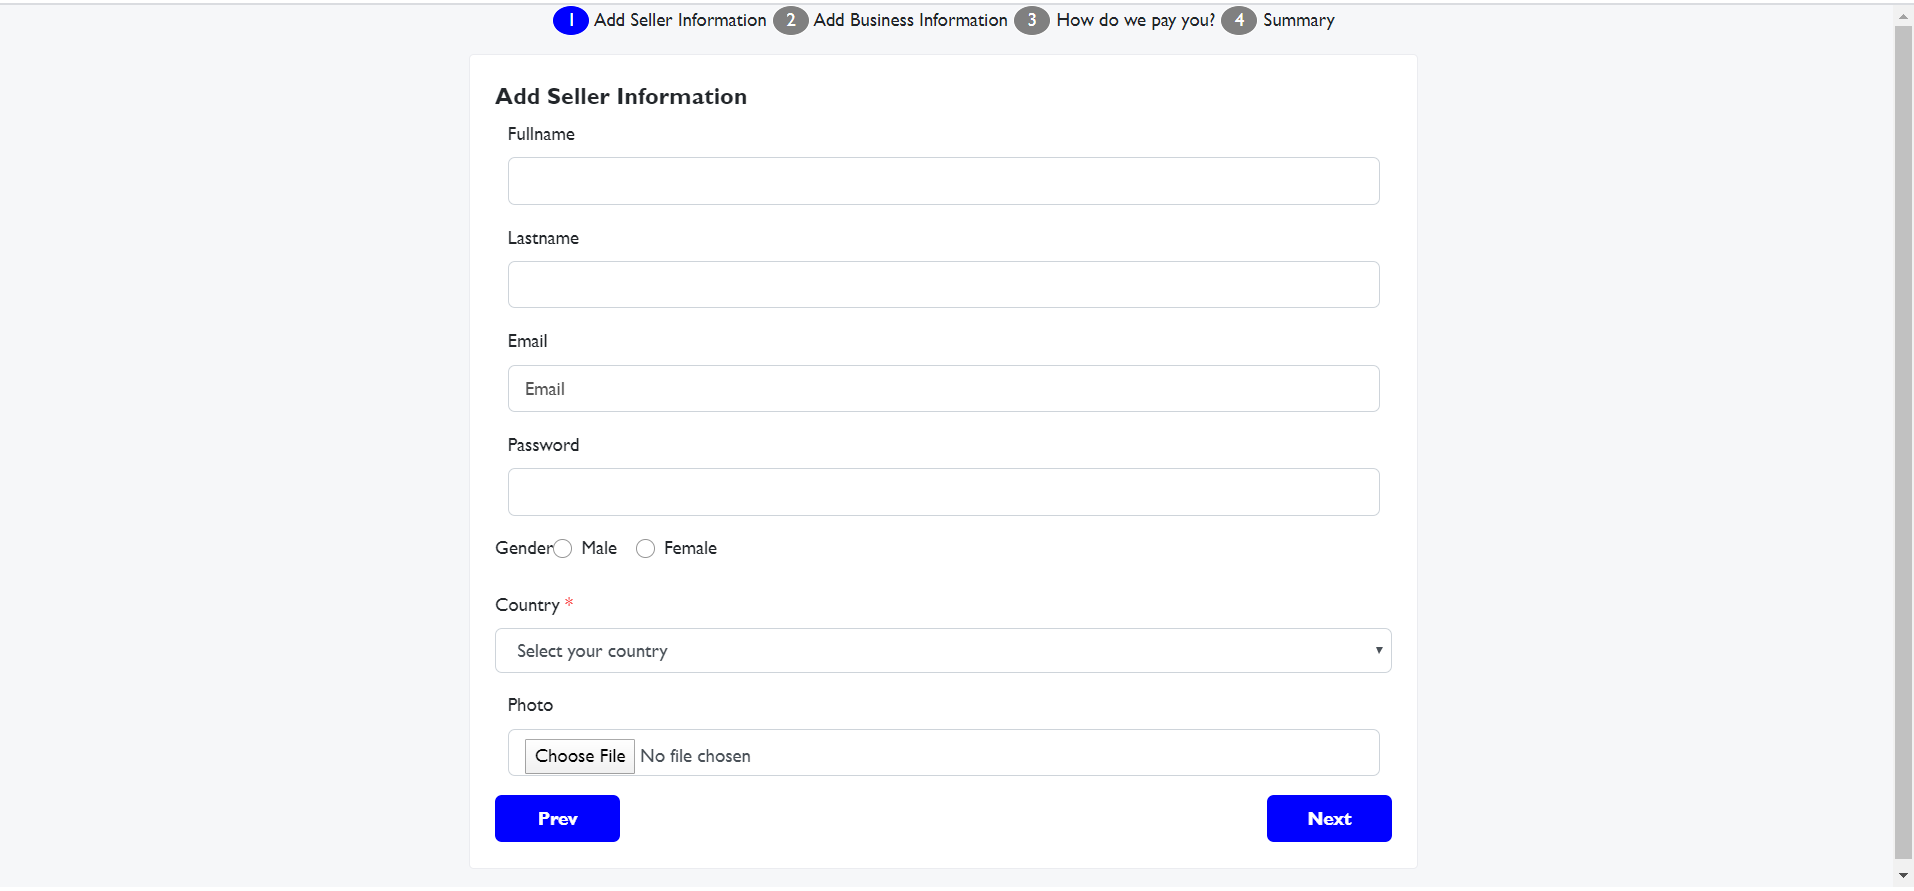 1 Add Seller Information 2 Add Business Information 3 How do we pay you? 4 Summary
Add Seller Information
Fullname
Lastname
Email
Email
Password
Gender Male Female
Country *
Select your country
Photo
Choose File No file chosen
Prev Next